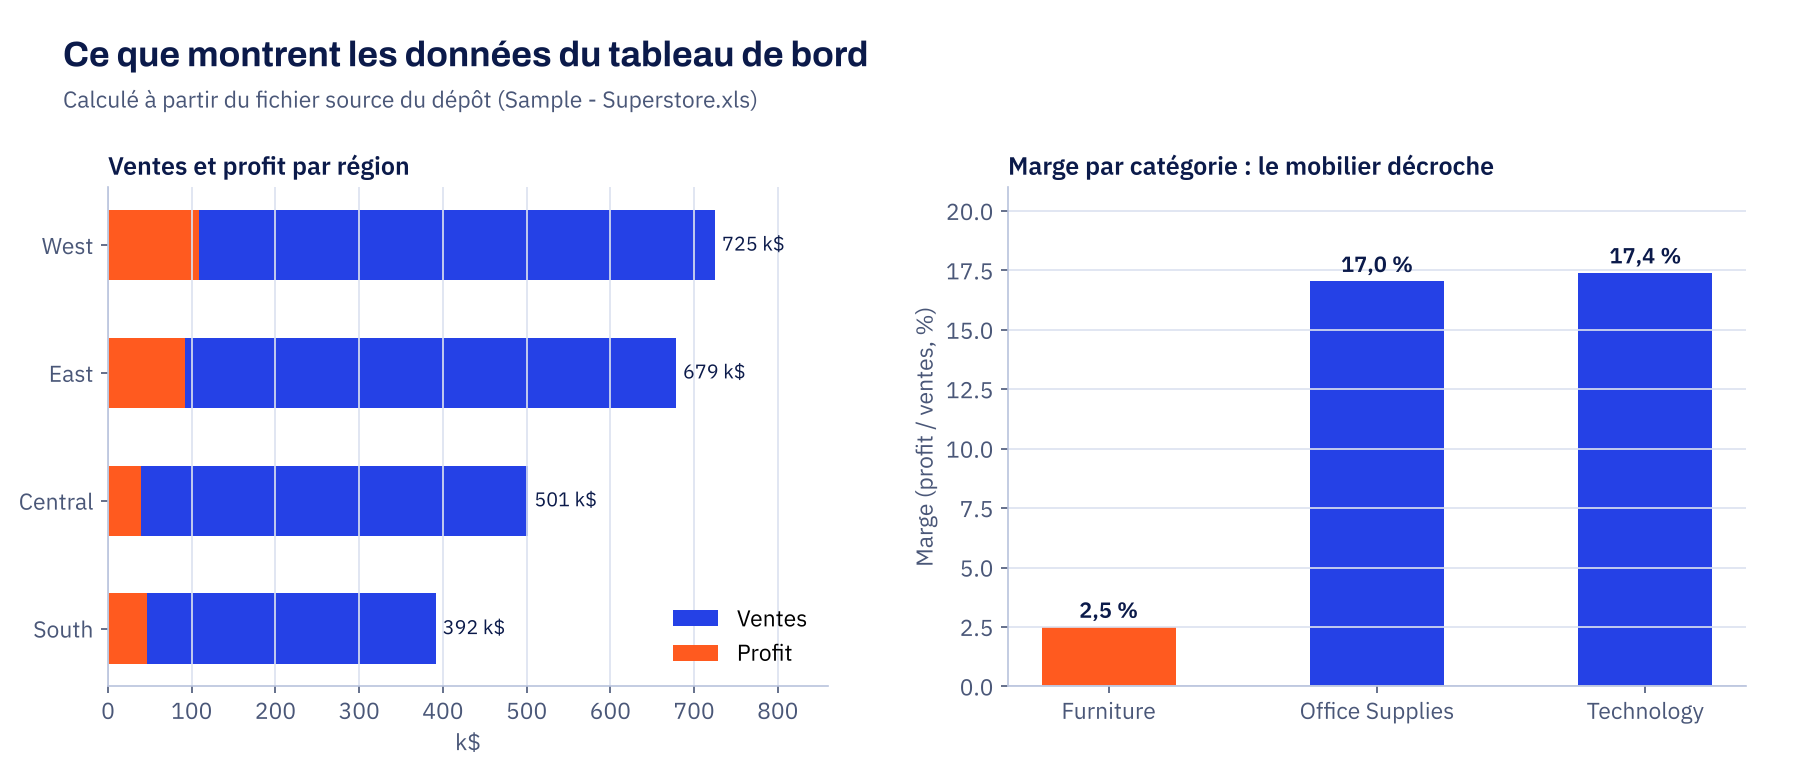 Ce que montrent les données du tableau de bord
Calculé à partir du fichier source du dépôt (Sample - Superstore.xls)
Ventes et profit par région
West
725 k$
East
679 k$
Central
501 k$
South
392 k$
Ventes
Profit
0 100 200 300 400 500 600 700 800
k$
Marge par catégorie : le mobilier décroche
Marge (profit / ventes, %)
20.0
17.5
15.0
12.5
10.0
7.5
5.0
2.5
0.0
2,5 %
17,0 %
17,4 %
Furniture Office Supplies Technology